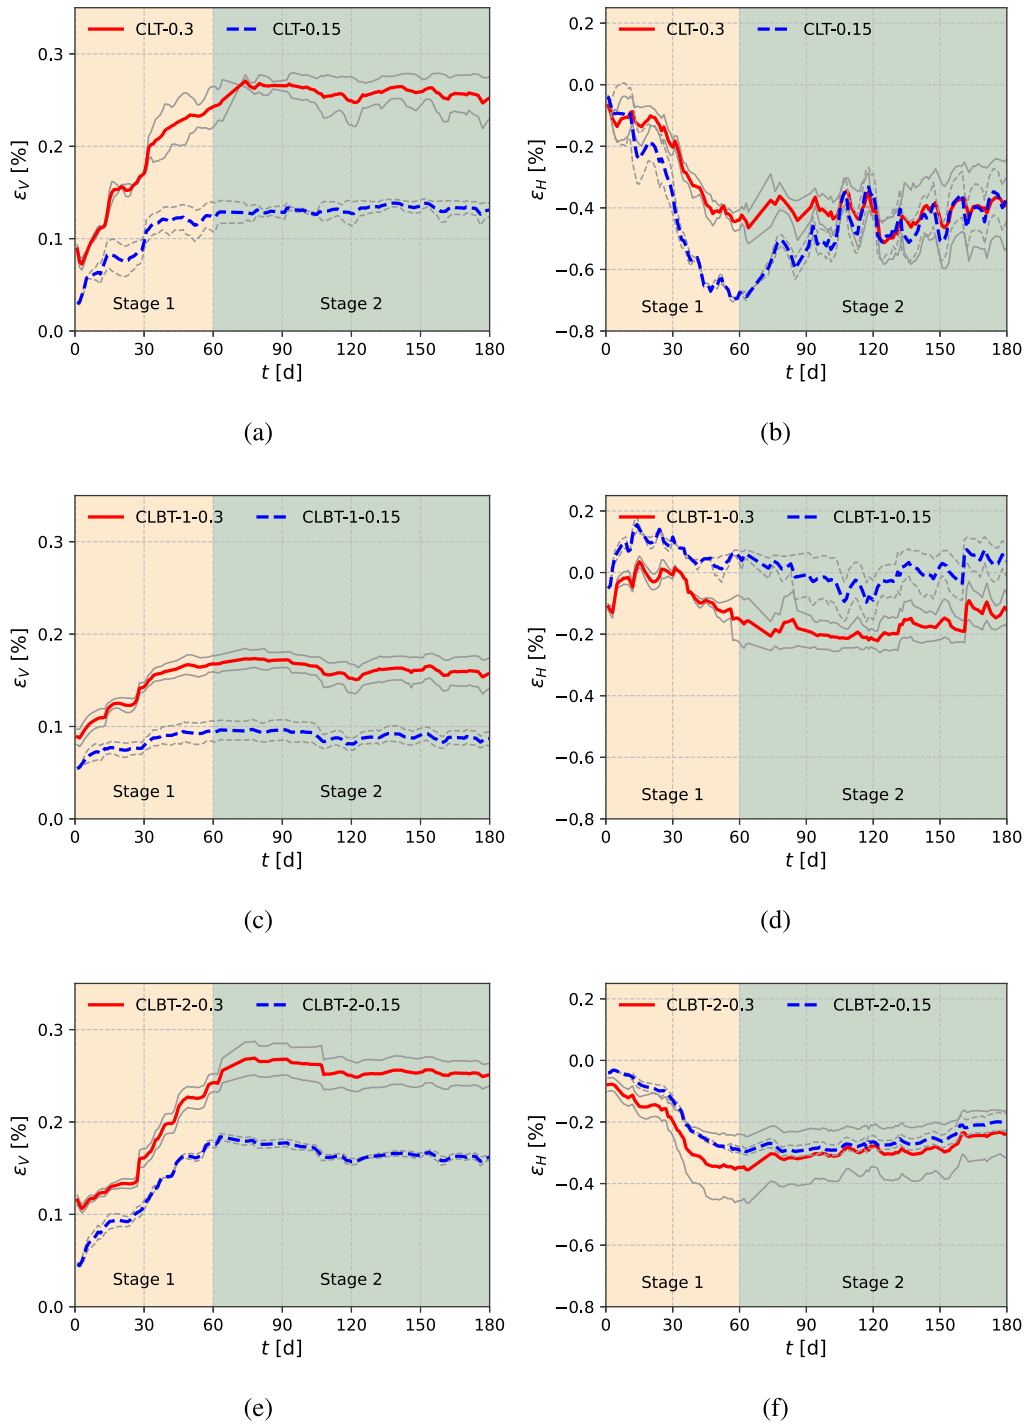 CLT-0.3 CLT-0.15
0.3
0.2
0.1
0.0
εV [%]
Stage 1 Stage 2
0 30 60 90 120 150 180
t [d]
(a)
CLT-0.3 CLT-0.15
0.2
0.0
−0.2
−0.4
−0.6
−0.8
εH [%]
Stage 1 Stage 2
0 30 60 90 120 150 180
t [d]
(b)
CLBT-1-0.3 CLBT-1-0.15
0.3
0.2
0.1
0.0
εV [%]
Stage 1 Stage 2
0 30 60 90 120 150 180
t [d]
(c)
CLBT-1-0.3 CLBT-1-0.15
0.2
0.0
−0.2
−0.4
−0.6
−0.8
εH [%]
Stage 1 Stage 2
0 30 60 90 120 150 180
t [d]
(d)
CLBT-2-0.3 CLBT-2-0.15
0.3
0.2
0.1
0.0
εV [%]
Stage 1 Stage 2
0 30 60 90 120 150 180
t [d]
(e)
CLBT-2-0.3 CLBT-2-0.15
0.2
0.0
−0.2
−0.4
−0.6
−0.8
εH [%]
Stage 1 Stage 2
0 30 60 90 120 150 180
t [d]
(f)